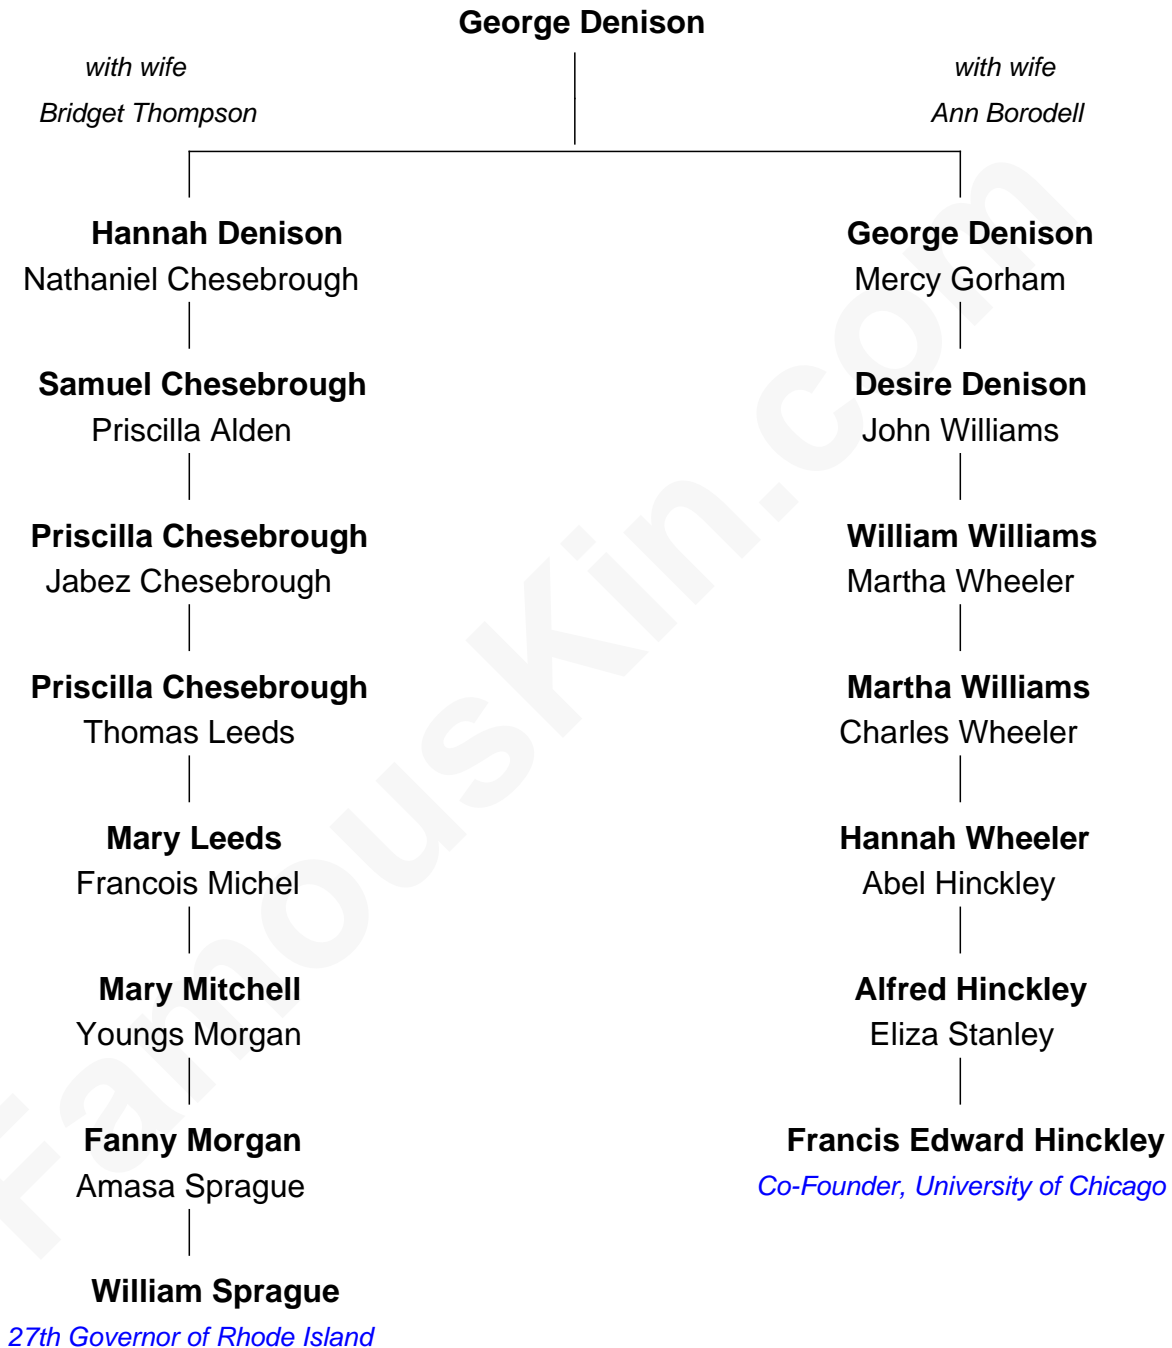 George Denison
with wife
Bridget Thompson
with wife
Ann Borodell
Hannah Denison
Nathaniel Chesebrough
George Denison
Mercy Gorham
Samuel Chesebrough
Priscilla Alden
Desire Denison
John Williams
Priscilla Chesebrough
Jabez Chesebrough
William Williams
Martha Wheeler
Priscilla Chesebrough
Thomas Leeds
Martha Williams
Charles Wheeler
Mary Leeds
Francois Michel
Hannah Wheeler
Abel Hinckley
Mary Mitchell
Youngs Morgan
Alfred Hinckley
Eliza Stanley
Fanny Morgan
Amasa Sprague
Francis Edward Hinckley
Co-Founder, University of Chicago
William Sprague
27th Governor of Rhode Island
FamousKin.com